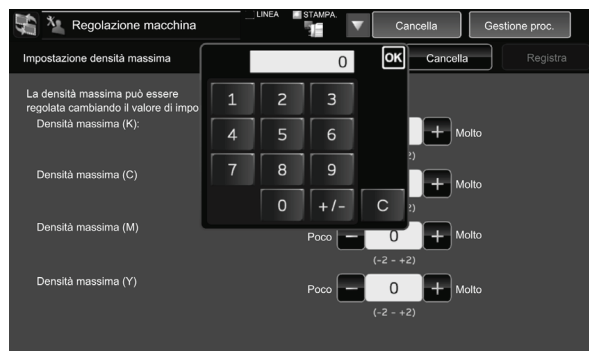 LINEA STAMPA.
Regolazione macchina Cancella Gestione proc.
Impostazione densità massima 0 OK Cancella Registra
La densità massima può essere
regolata cambiando il valore di impo
1 2 3
Densità massima (K): + Molto
4 5 6
2)
7 8 9
Densità massima (C) + Molto
0 +/- C
2)
Densità massima (M) Poco − 0 + Molto
(-2 - +2)
Densità massima (Y) Poco − 0 + Molto
(-2 - +2)